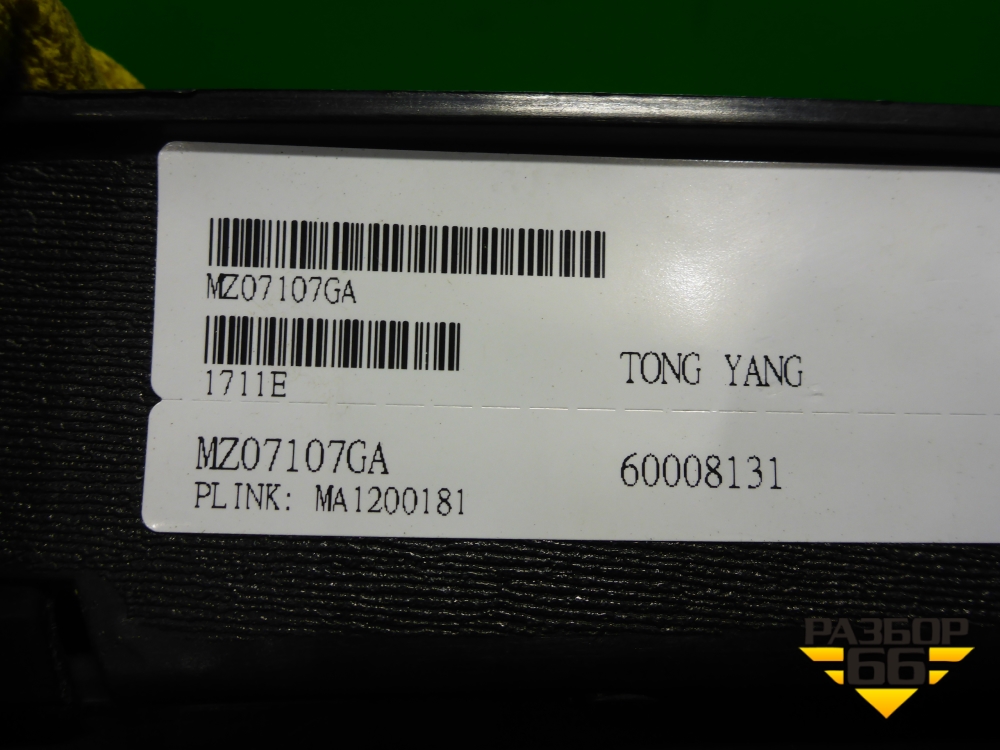 MZ07107GA
1711E
TONG YANG
MZ07107GA
60008131
PLINK: MA1200181
РАЗБОР
66